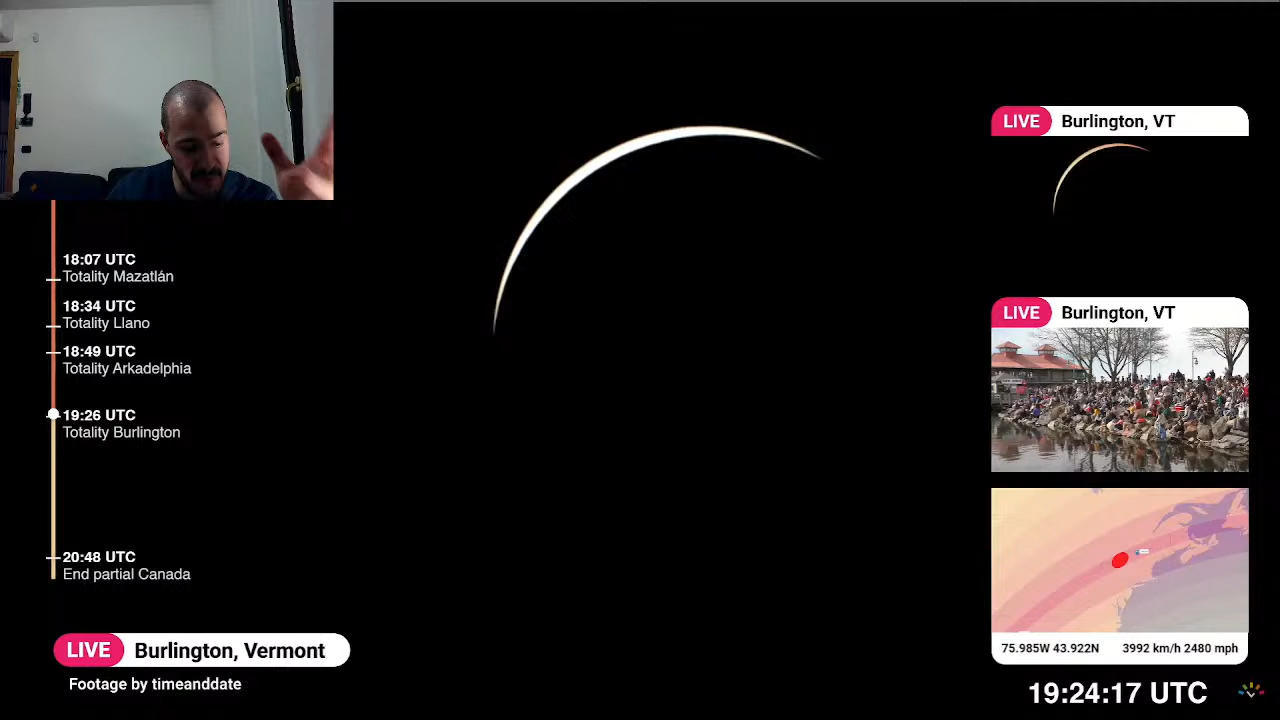 LIVE Burlington, VT
18:07 UTC
Totality Mazatlán
18:34 UTC
Totality Llano
18:49 UTC
Totality Arkadelphia
19:26 UTC
Totality Burlington
20:48 UTC
End partial Canada
LIVE Burlington, VT
75.985W 43.922N 3992 km/h 2480 mph
LIVE Burlington, Vermont
Footage by timeanddate
19:24:17 UTC